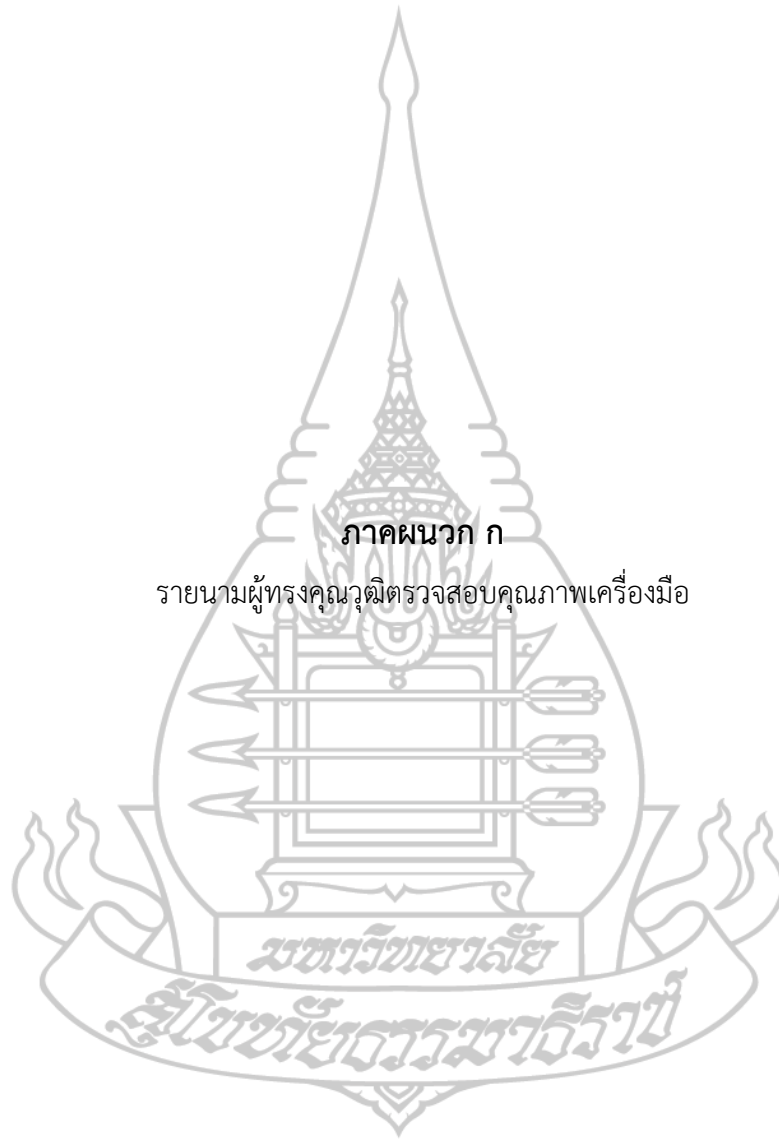 ภาคผนวก ก
รายนามผู้ทรงคุณวุฒิตรวจสอบคุณภาพเครื่องมือ
มหาวิทยาลัย
สุโขทัยธรรมาธิราช